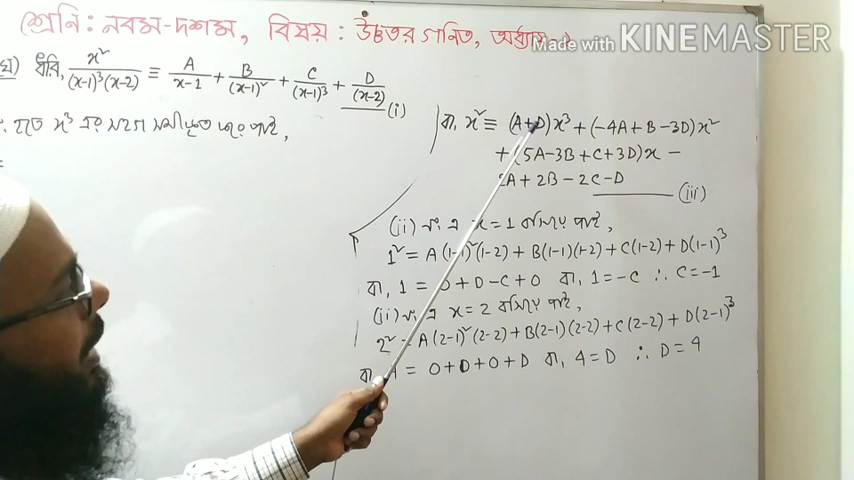 শ্রেনি: নবম-দশম, বিষয়: উচ্চতর গনিত, অধ্যায়-২
Made with KINEMASTER
ঘ) ধরি, x²/(x-1)³(x-2) ≡ A/(x-1) + B/(x-1)² + C/(x-1)³ + D/(x-2) ——(i)
হতে x³ এর সহগ সমীকৃত করে পাই,
বা, x² ≡ (A+D)x³ + (-4A+B-3D)x²
+ (5A-3B+C+3D)x -
2A+2B-2C-D ——(iii)
(ii) নং এ x=1 বসিয়ে পাই,
1² = A(1-1)²(1-2) + B(1-1)(1-2) + C(1-2) + D(1-1)³
বা, 1 = 0+0-C+0 বা, 1=-C ∴ C=-1
(ii) নং এ x=2 বসিয়ে পাই,
2² = A(2-1)²(2-2) + B(2-1)(2-2) + C(2-2) + D(2-1)³
বা, 4 = 0+0+0+D বা, 4=D ∴ D=4